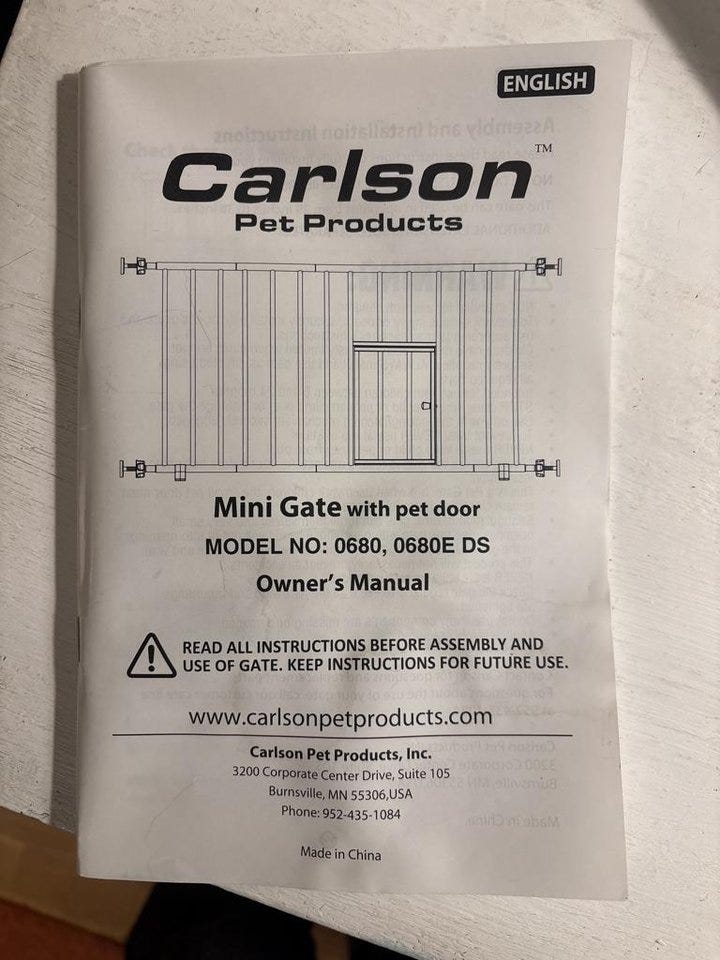 ENGLISH
Carlson™
Pet Products
Mini Gate with pet door
MODEL NO: 0680, 0680E DS
Owner's Manual
READ ALL INSTRUCTIONS BEFORE ASSEMBLY AND
USE OF GATE. KEEP INSTRUCTIONS FOR FUTURE USE.
www.carlsonpetproducts.com
Carlson Pet Products, Inc.
3200 Corporate Center Drive, Suite 105
Burnsville, MN 55306,USA
Phone: 952-435-1084
Made in China